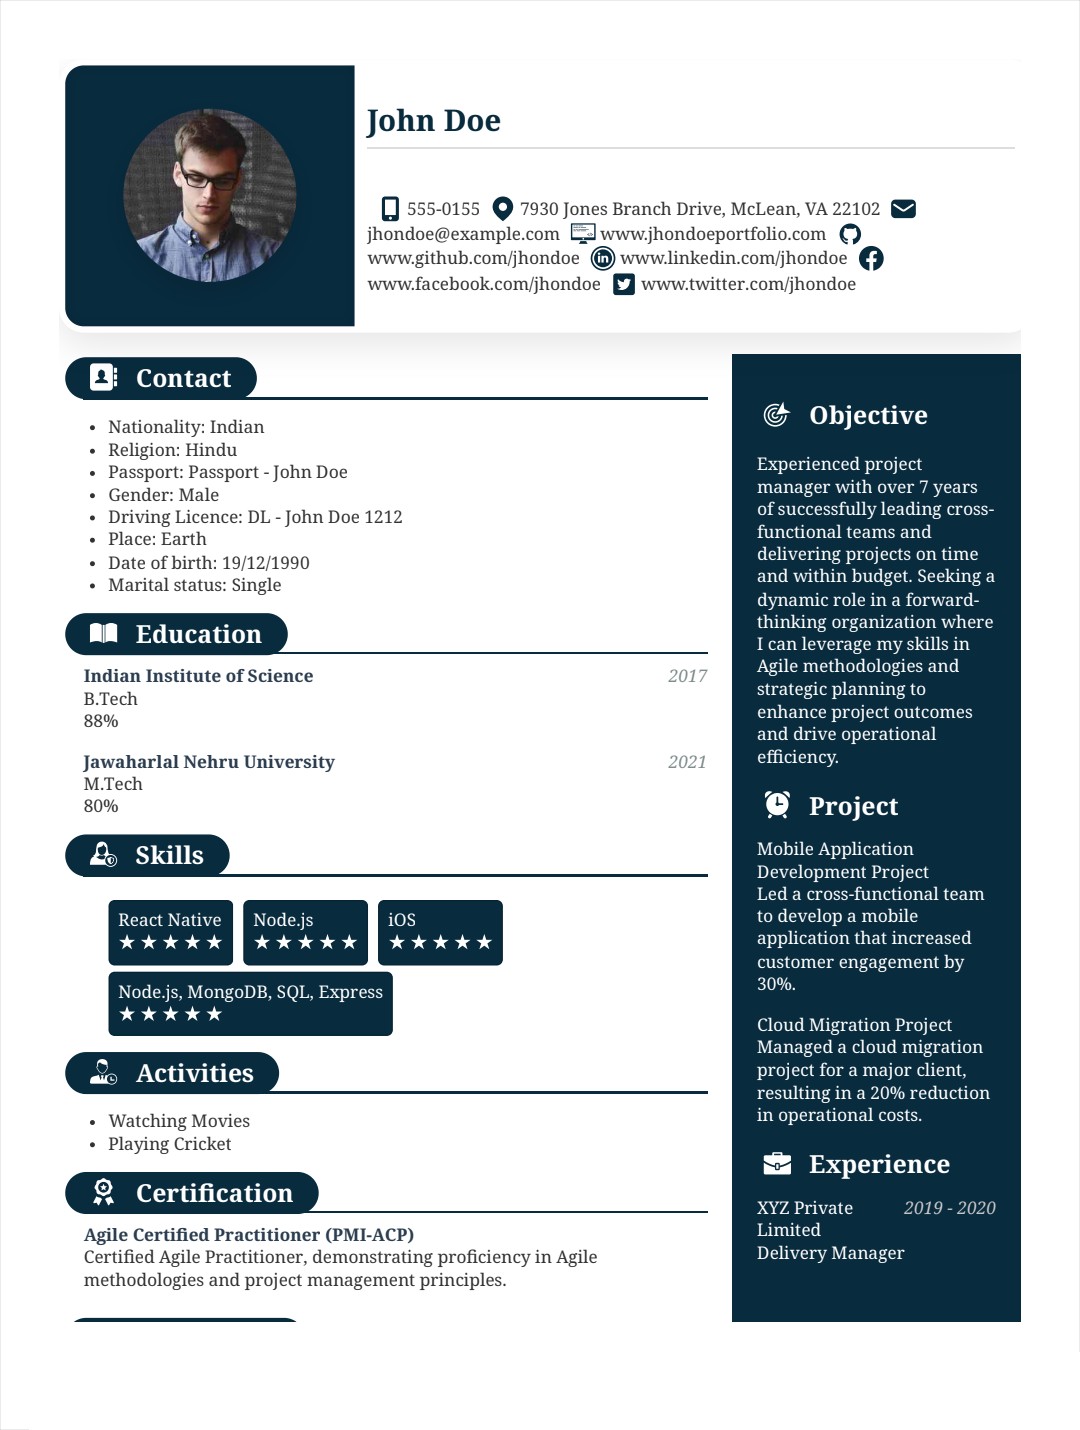 John Doe
555-0155 7930 Jones Branch Drive, McLean, VA 22102
jhondoe@example.com www.jhondoeportfolio.com
www.github.com/jhondoe www.linkedin.com/jhondoe
www.facebook.com/jhondoe www.twitter.com/jhondoe
Contact
• Nationality: Indian
• Religion: Hindu
• Passport: Passport - John Doe
• Gender: Male
• Driving Licence: DL - John Doe 1212
• Place: Earth
• Date of birth: 19/12/1990
• Marital status: Single
Education
Indian Institute of Science 2017
B.Tech
88%
Jawaharlal Nehru University 2021
M.Tech
80%
Skills
React Native Node.js iOS
★★★★★ ★★★★★ ★★★★★
Node.js, MongoDB, SQL, Express
★★★★★
Activities
• Watching Movies
• Playing Cricket
Certification
Agile Certified Practitioner (PMI-ACP)
Certified Agile Practitioner, demonstrating proficiency in Agile
methodologies and project management principles.
Objective
Experienced project
manager with over 7 years
of successfully leading cross-
functional teams and
delivering projects on time
and within budget. Seeking a
dynamic role in a forward-
thinking organization where
I can leverage my skills in
Agile methodologies and
strategic planning to
enhance project outcomes
and drive operational
efficiency.
Project
Mobile Application
Development Project
Led a cross-functional team
to develop a mobile
application that increased
customer engagement by
30%.
Cloud Migration Project
Managed a cloud migration
project for a major client,
resulting in a 20% reduction
in operational costs.
Experience
XYZ Private 2019 - 2020
Limited
Delivery Manager